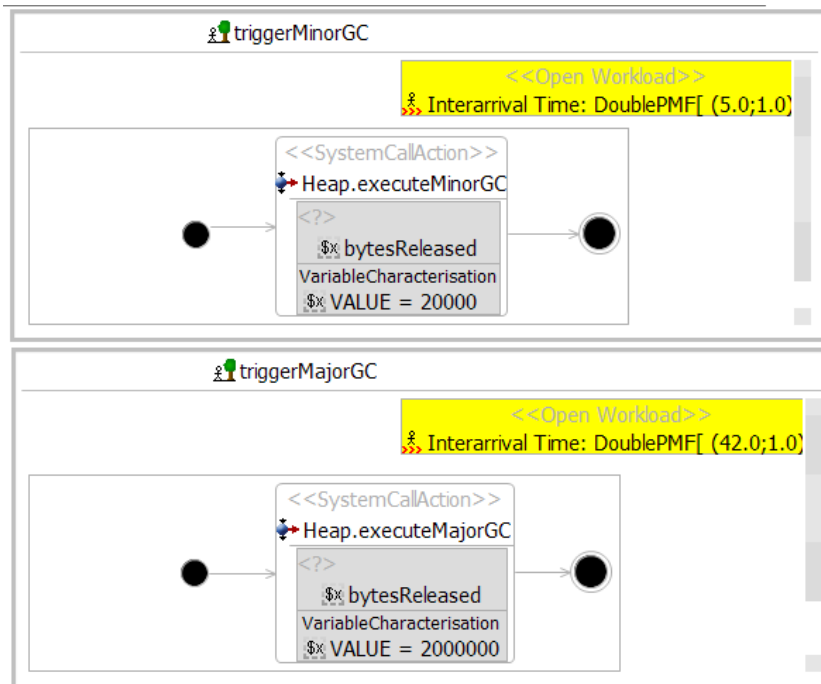 triggerMinorGC
<<Open Workload>>
Interarrival Time: DoublePMF[ (5.0;1.0)
<<SystemCallAction>>
Heap.executeMinorGC
<?>
$x bytesReleased
VariableCharacterisation
$x VALUE = 20000
triggerMajorGC
<<Open Workload>>
Interarrival Time: DoublePMF[ (42.0;1.0)
<<SystemCallAction>>
Heap.executeMajorGC
<?>
$x bytesReleased
VariableCharacterisation
$x VALUE = 2000000